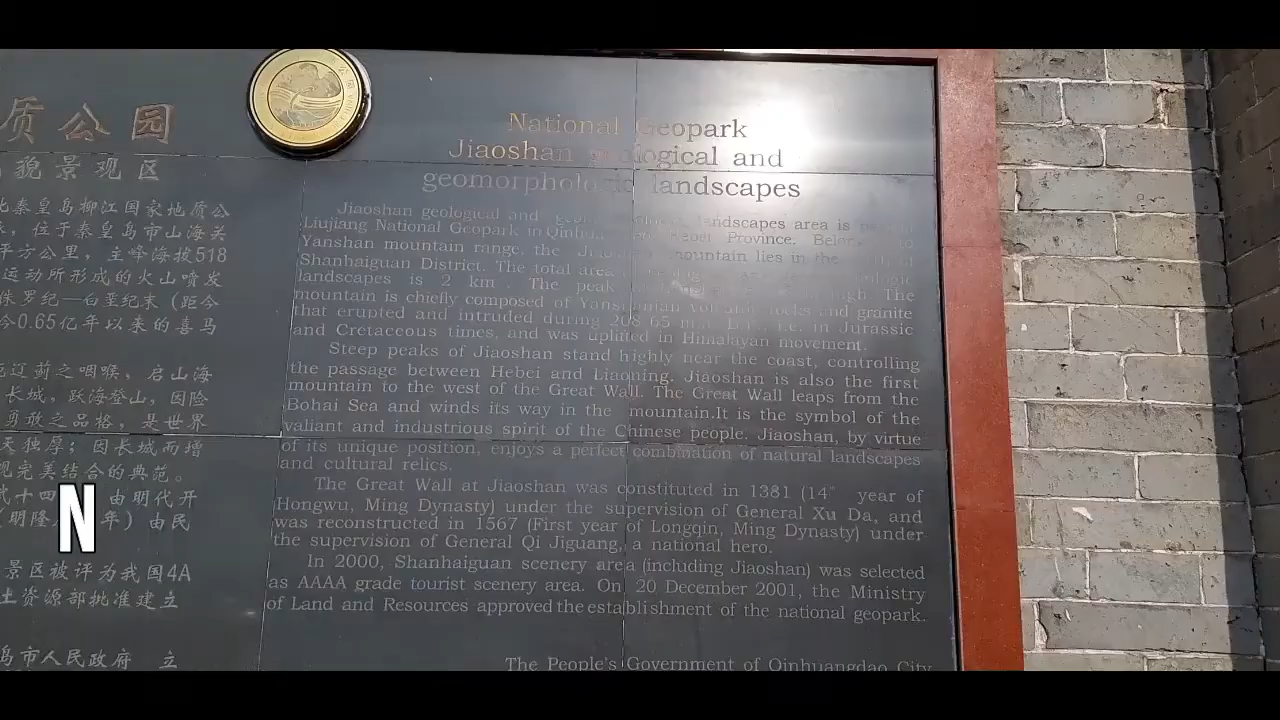 质公园
貌景观区
北秦皇岛柳江国家地质公
位于秦皇岛市山海关
平方公里，主峰海拔518
运动所形成的火山喷发
侏罗纪—白垩纪末（距今
今0.65亿年以来的喜马
辽蓟之咽喉，启山海
长城，跃海登山，因险
勇敢之品格，是世界
天独厚；因长城而增
观完美结合的典范。
武十四 由明代开
（明隆 年）由民
景区被评为我国4A
土资源部批准建立
岛市人民政府 立
N
National Geopark
Jiaoshan geological and
geomorphologic landscapes
Jiaoshan geological and landscapes area is
Liujiang National Geopark in Hebei Province.
Yanshan mountain range, the mountain lies in the
Shanhaiguan District. The total area
landscapes is 2 km . The peak high. The
mountain is chiefly composed of Yanshanian volcanic rocks and granite
that erupted and intruded during 208-65 i.e. in Jurassic
and Cretaceous times, and was uplifted in Himalayan movement.
Steep peaks of Jiaoshan stand highly near the coast, controlling
the passage between Hebei and Liaoning. Jiaoshan is also the first
mountain to the west of the Great Wall. The Great Wall leaps from the
Bohai Sea and winds its way in the mountain.It is the symbol of the
valiant and industrious spirit of the Chinese people. Jiaoshan, by virtue
of its unique position, enjoys a perfect combination of natural landscapes
and cultural relics.
The Great Wall at Jiaoshan was constituted in 1381 (14" year of
Hongwu, Ming Dynasty) under the supervision of General Xu Da, and
was reconstructed in 1567 (First year of Longqin, Ming Dynasty) under
the supervision of General Qi Jiguang, a national hero.
In 2000, Shanhaiguan scenery area (including Jiaoshan) was selected
as AAAA grade tourist scenery area. On 20 December 2001, the Ministry
of Land and Resources approved the establishment of the national geopark.
The People's Government of Qinhuangdao City